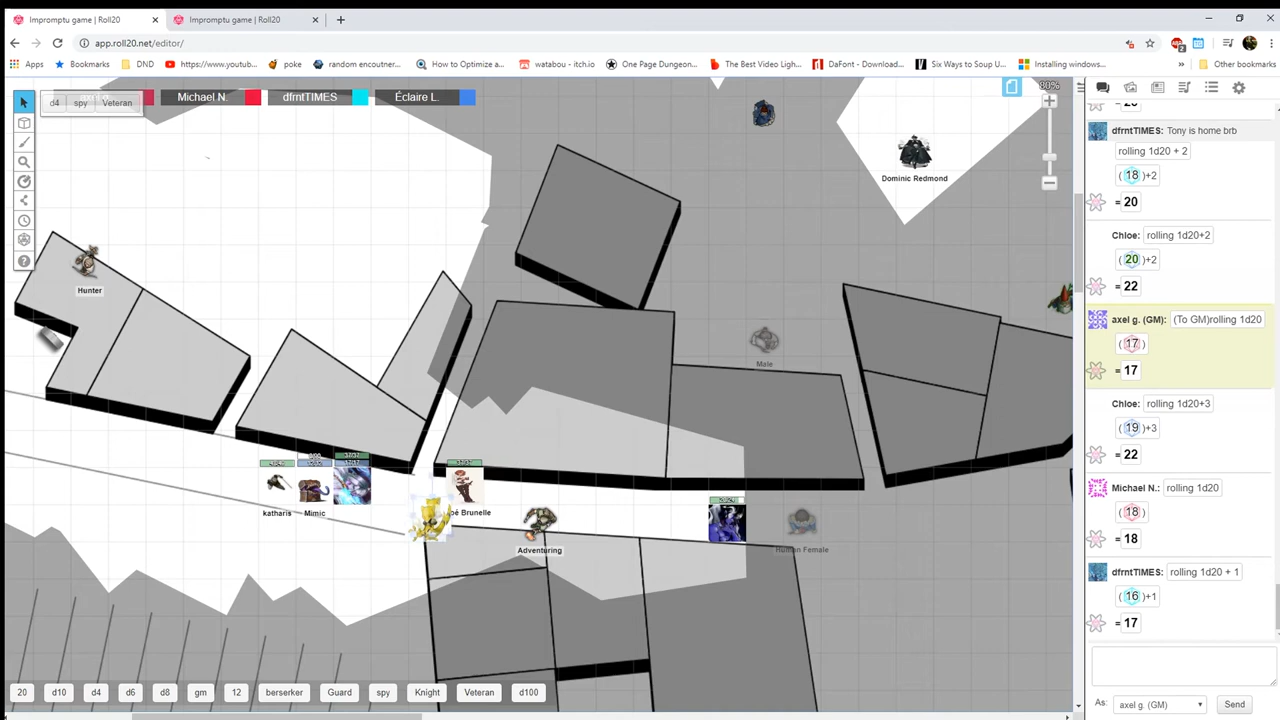 Impromptu game | Roll20
Impromptu game | Roll20
app.roll20.net/editor/
Apps
Bookmarks
DND
https://www.youtub...
poke
random encoutner...
How to Optimize a...
watabou - itch.io
One Page Dungeon...
The Best Video Ligh...
DaFont - Download...
Six Ways to Soup U...
Installing windows...
»
Other bookmarks
d4 spy Veteran
Michael N.
dfrntTIMES
Éclaire L.
Dominic Redmond
Hunter
Male
katharis
Mimic
Brunelle
Adventuring
Human Female
20 d10 d4 d6 d8 gm 12 berserker Guard spy Knight Veteran d100
dfrntTIMES: Tony is home brb
rolling 1d20 + 2
(18)+2
=20
Chloe: rolling 1d20+2
(20)+2
=22
axel g. (GM): (To GM)rolling 1d20
(17)
=17
Chloe: rolling 1d20+3
(19)+3
=22
Michael N.: rolling 1d20
(18)
=18
dfrntTIMES: rolling 1d20 + 1
(16)+1
=17
As: axel g. (GM) Send